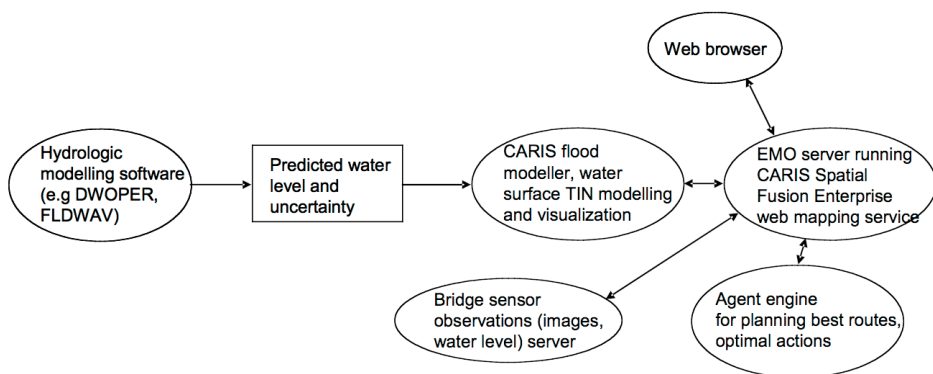 Web browser
Hydrologic
modelling software
(e.g DWOPER,
FLDWAV)
Predicted water
level and
uncertainty
CARIS flood
modeller, water
surface TIN modelling
and visualization
EMO server running
CARIS Spatial
Fusion Enterprise
web mapping service
Bridge sensor
observations (images,
water level) server
Agent engine
for planning best routes,
optimal actions